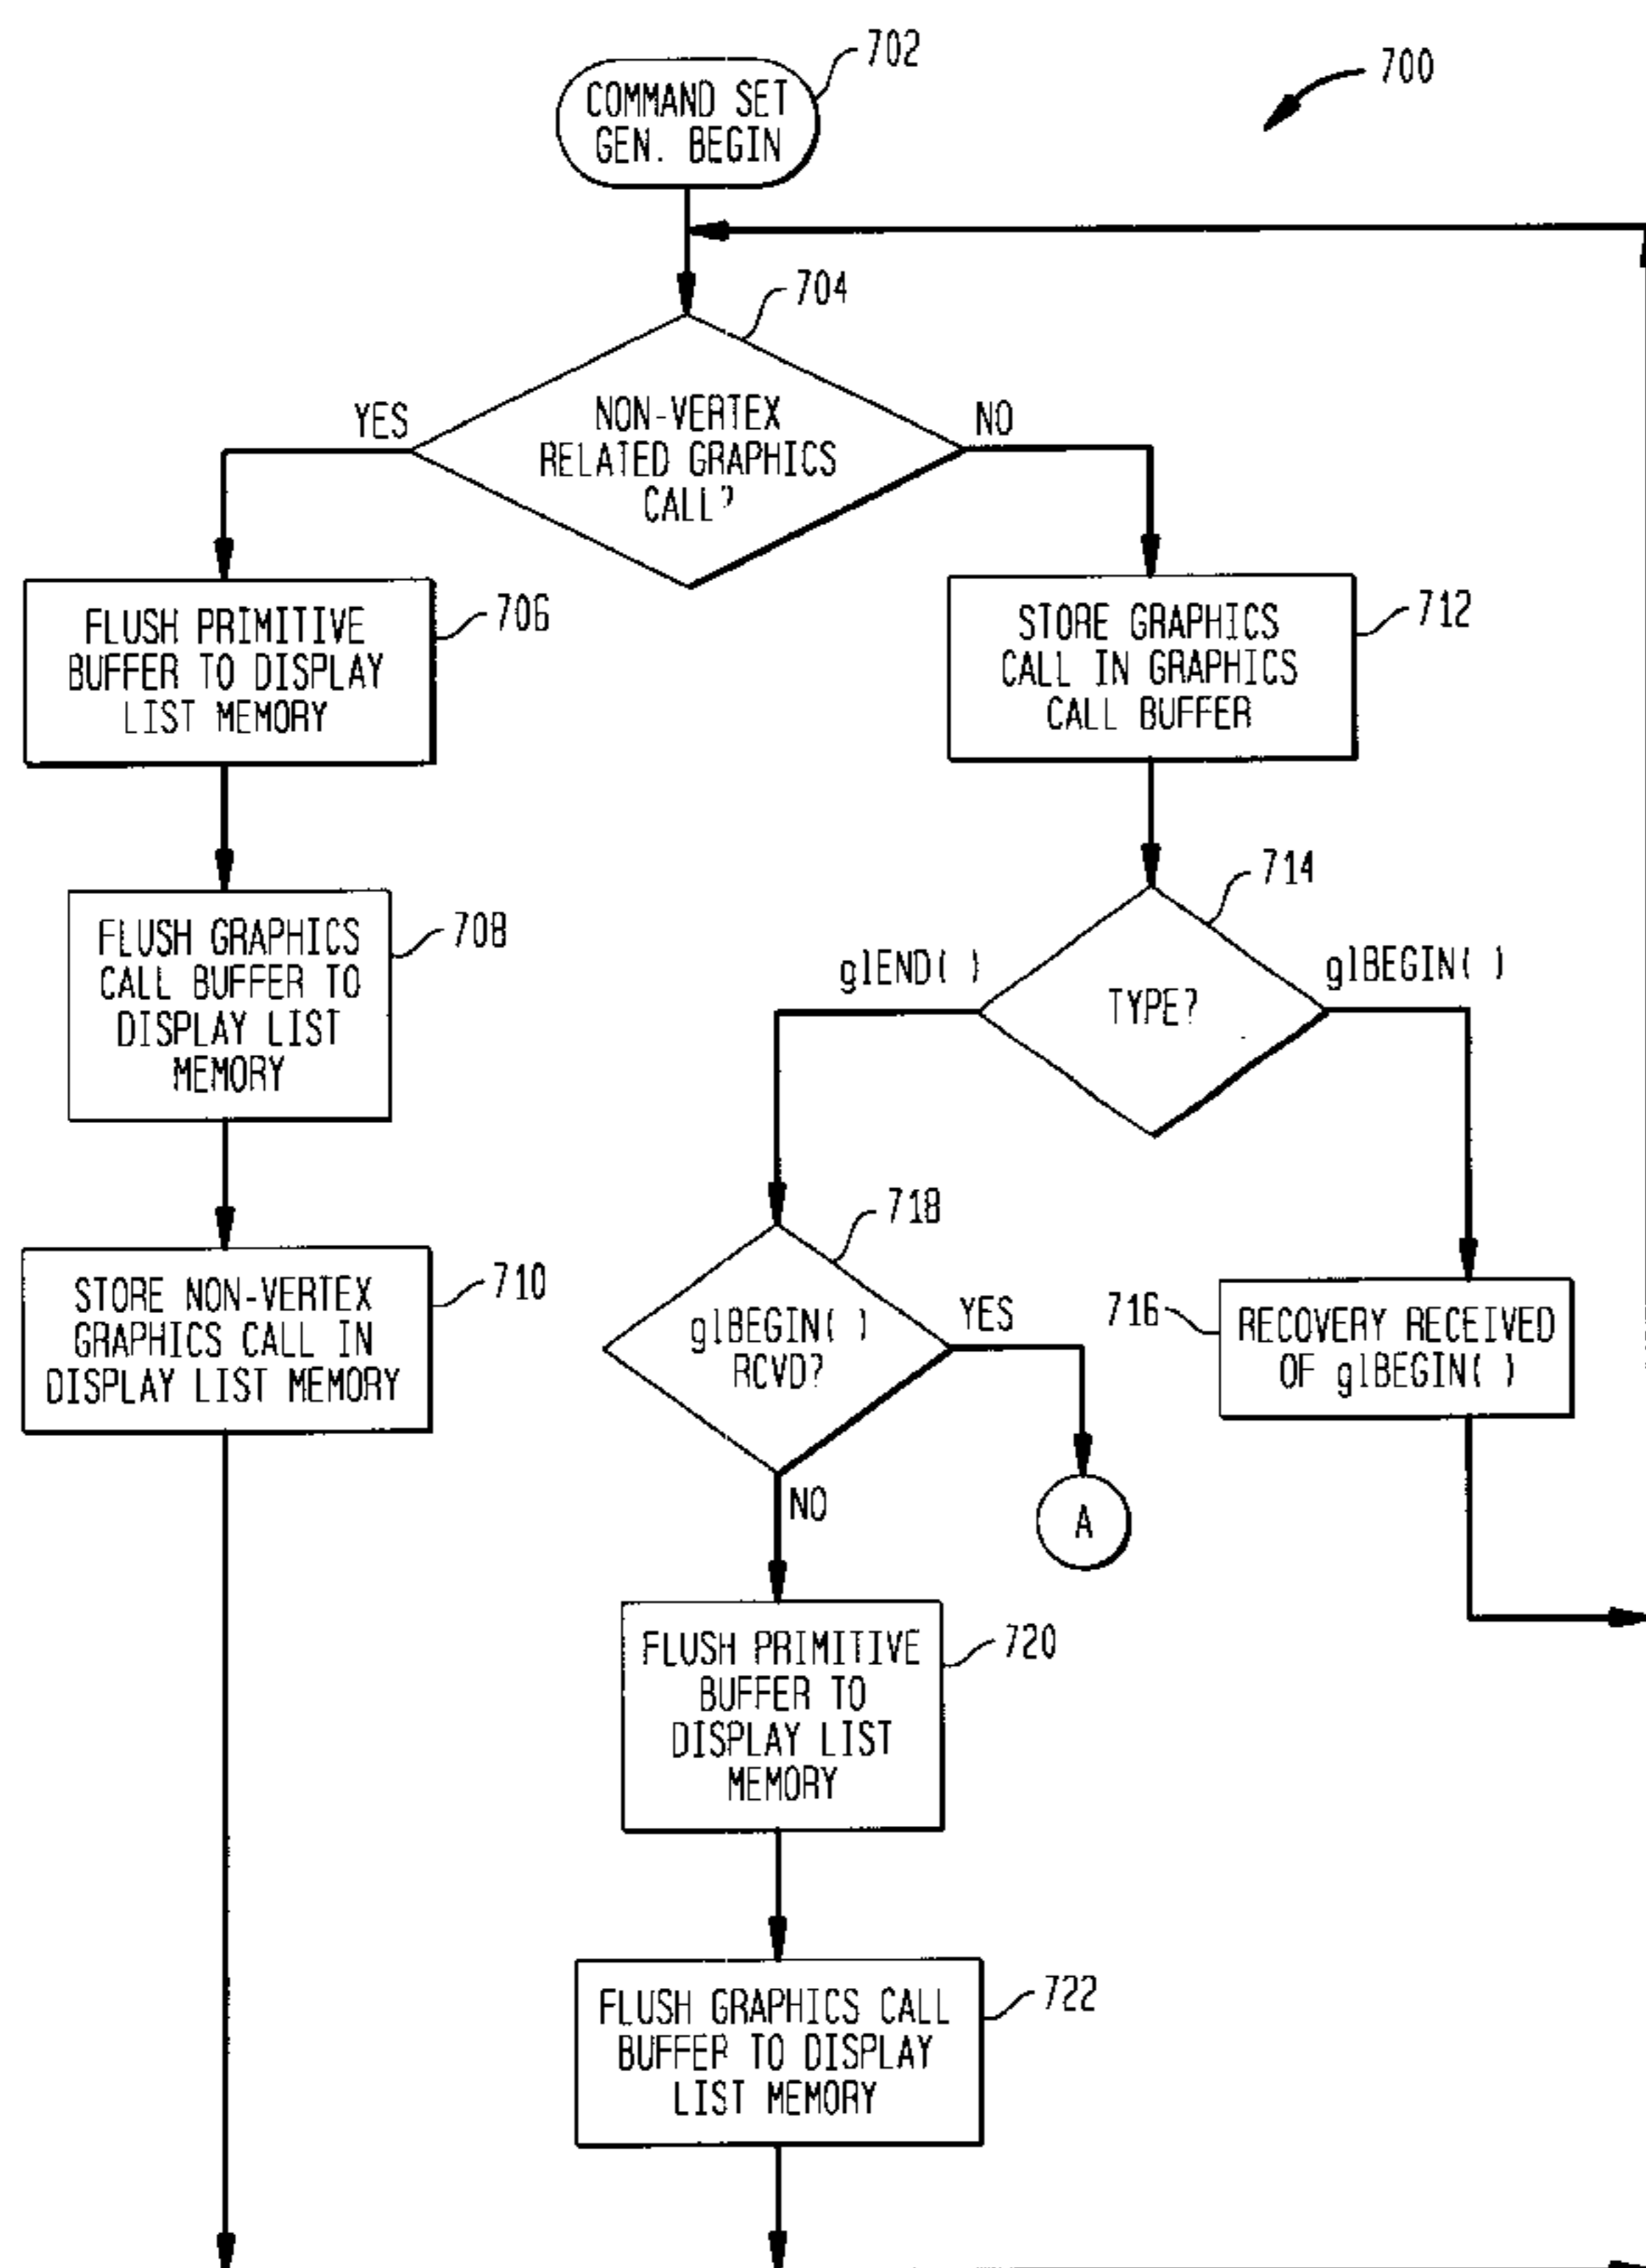 702
700
COMMAND SET
GEN. BEGIN
704
YES
NO
NON-VERTEX
RELATED GRAPHICS
CALL?
706
FLUSH PRIMITIVE
BUFFER TO DISPLAY
LIST MEMORY
712
STORE GRAPHICS
CALL IN GRAPHICS
CALL BUFFER
708
FLUSH GRAPHICS
CALL BUFFER TO
DISPLAY LIST
MEMORY
714
glEND( )
glBEGIN( )
TYPE?
710
STORE NON-VERTEX
GRAPHICS CALL IN
DISPLAY LIST MEMORY
718
glBEGIN( )
RCVD?
YES
716
RECOVERY RECEIVED
OF glBEGIN( )
NO
A
720
FLUSH PRIMITIVE
BUFFER TO
DISPLAY LIST
MEMORY
722
FLUSH GRAPHICS CALL
BUFFER TO DISPLAY
LIST MEMORY